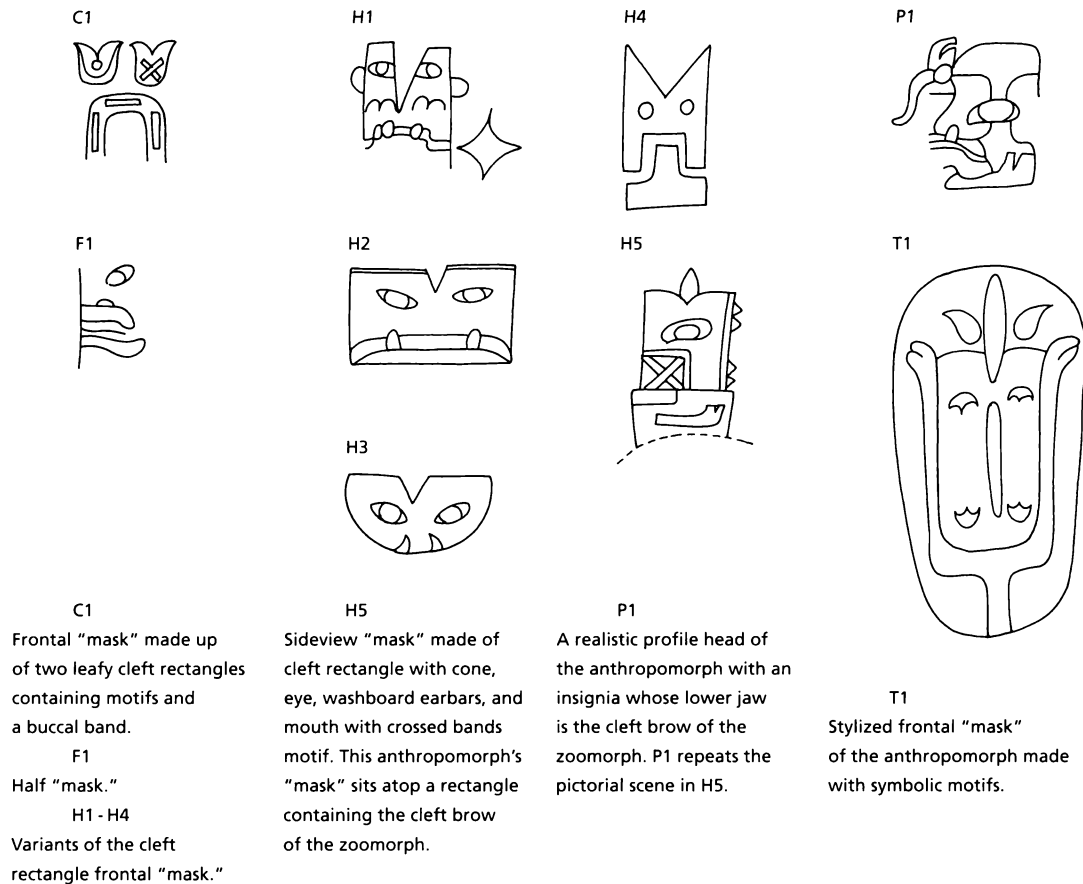 C1
H1
H4
P1
F1
H2
H5
T1
H3
C1
Frontal “mask” made up
of two leafy cleft rectangles
containing motifs and
a buccal band.
F1
Half “mask.”
H1 - H4
Variants of the cleft
rectangle frontal “mask.”
H5
Sideview “mask” made of
cleft rectangle with cone,
eye, washboard earbars, and
mouth with crossed bands
motif. This anthropomorph’s
“mask” sits atop a rectangle
containing the cleft brow
of the zoomorph.
P1
A realistic profile head of
the anthropomorph with an
insignia whose lower jaw
is the cleft brow of the
zoomorph. P1 repeats the
pictorial scene in H5.
T1
Stylized frontal “mask”
of the anthropomorph made
with symbolic motifs.